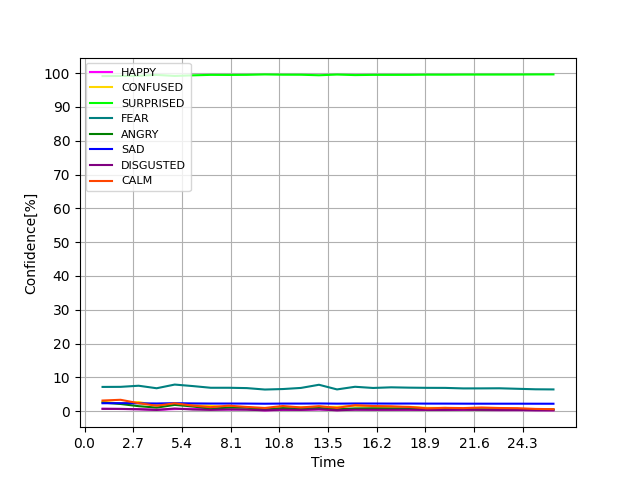 HAPPY
CONFUSED
SURPRISED
FEAR
ANGRY
SAD
DISGUSTED
CALM
100
90
80
70
60
50
40
30
20
10
0
Confidence[%]
0.0 2.7 5.4 8.1 10.8 13.5 16.2 18.9 21.6 24.3
Time